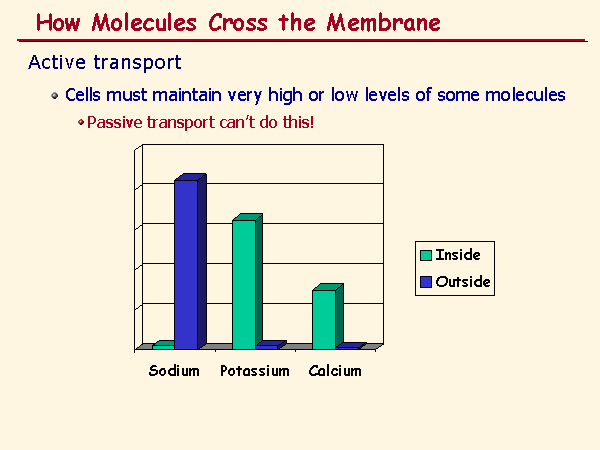 How Molecules Cross the Membrane
Active transport
Cells must maintain very high or low levels of some molecules
Passive transport can't do this!
Inside
Outside
Sodium Potassium Calcium